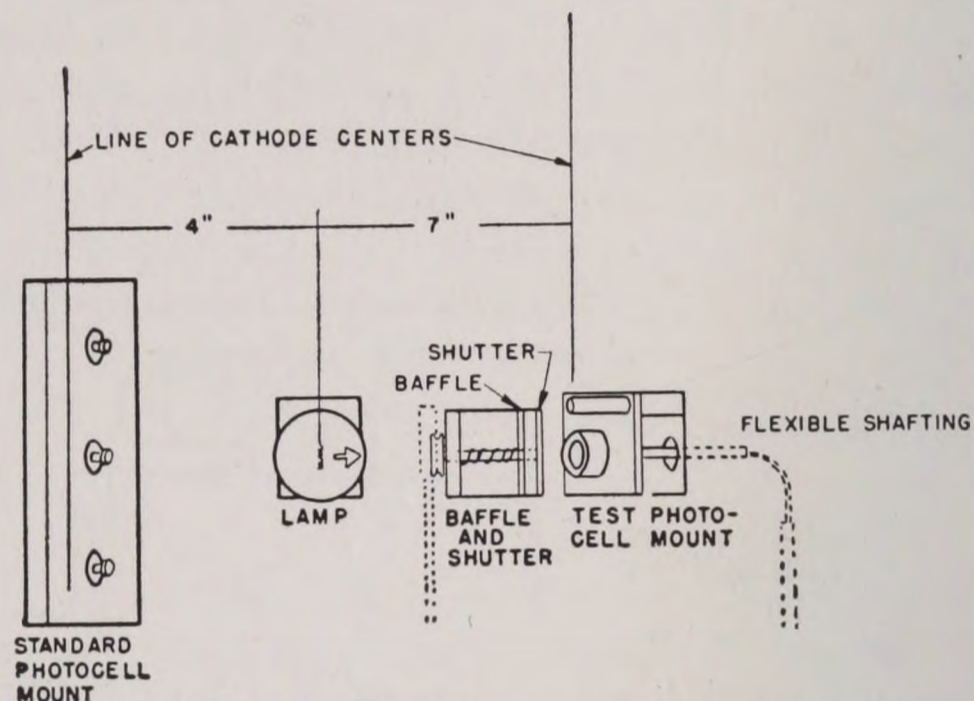 LINE OF CATHODE CENTERS
4"
7"
SHUTTER
BAFFLE
FLEXIBLE SHAFTING
LAMP
BAFFLE
AND
SHUTTER
TEST PHOTO-
CELL MOUNT
STANDARD
PHOTOCELL
MOUNT